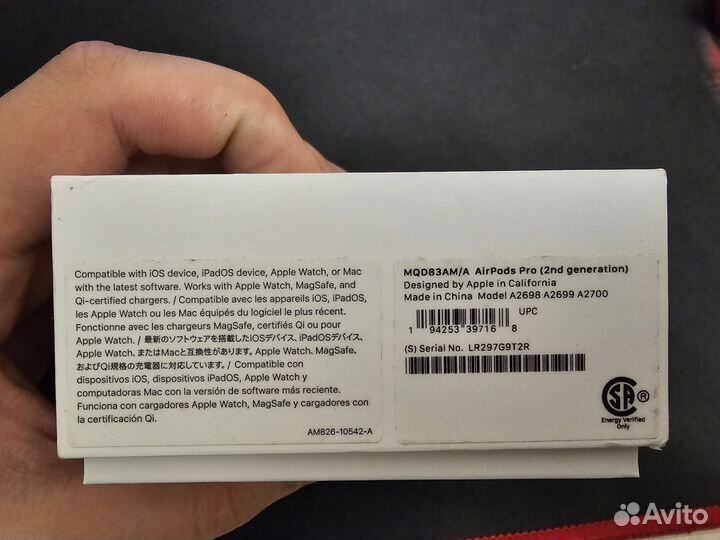 Compatible with iOS device, iPadOS device, Apple Watch, or Mac
with the latest software. Works with Apple Watch, MagSafe, and
Qi-certified chargers. / Compatible avec les appareils iOS, iPadOS,
les Apple Watch ou les Mac équipés du logiciel le plus récent.
Fonctionne avec les chargeurs MagSafe, certifiés Qi ou pour
Apple Watch. / 最新のソフトウェアを搭載したiOSデバイス、iPadOSデバイス、
Apple Watch、またはMacと互換性があります。Apple Watch、MagSafe、
およびQi規格の充電器に対応しています。/ Compatible con
dispositivos iOS, dispositivos iPadOS, Apple Watch y
computadoras Mac con la versión de software más reciente.
Funciona con cargadores Apple Watch, MagSafe y cargadores con
la certificación Qi.
AM826-10542-A
MQD83AM/A AirPods Pro (2nd generation)
Designed by Apple in California
Made in China Model A2698 A2699 A2700
UPC
1 94253 39716 8
(S) Serial No. LR297G9T2R
SA ®
Energy Verified
Only
Avito